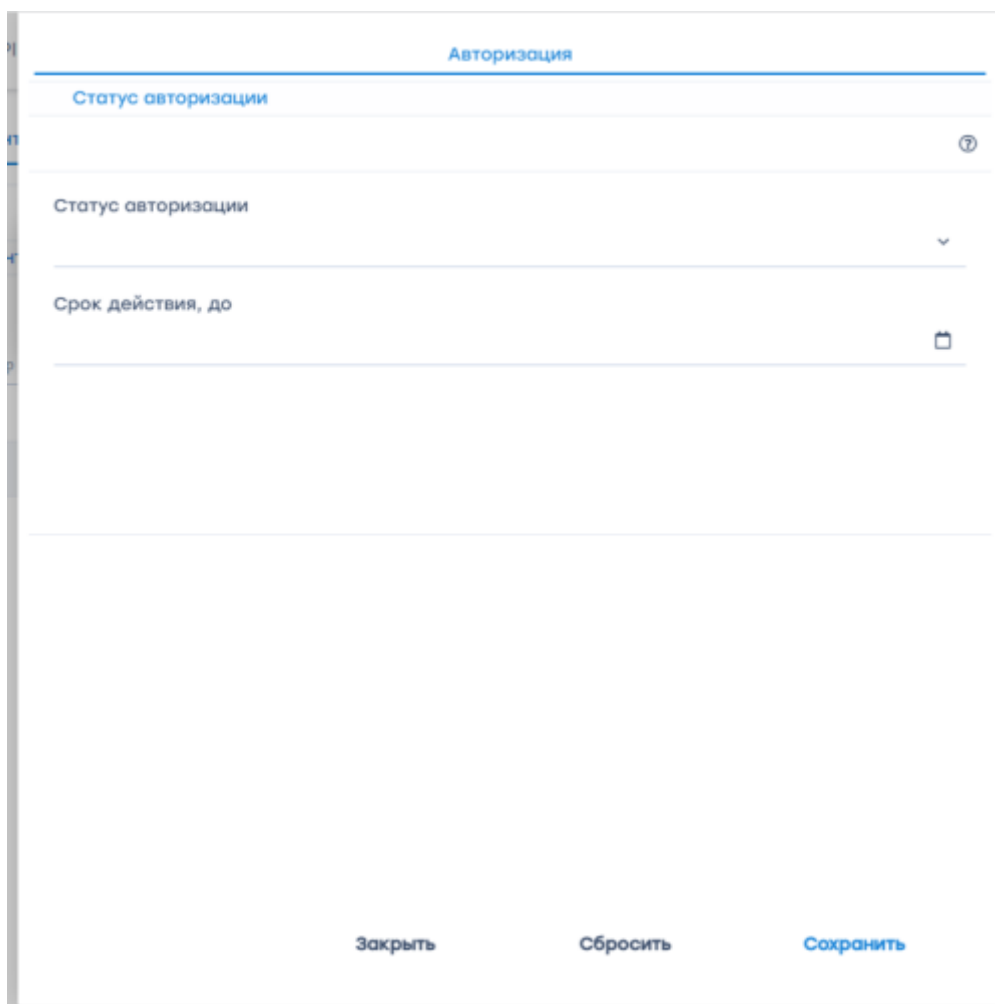 Авторизация
Статус авторизации
Статус авторизации
Срок действия, до
Закрыть Сбросить Сохранить